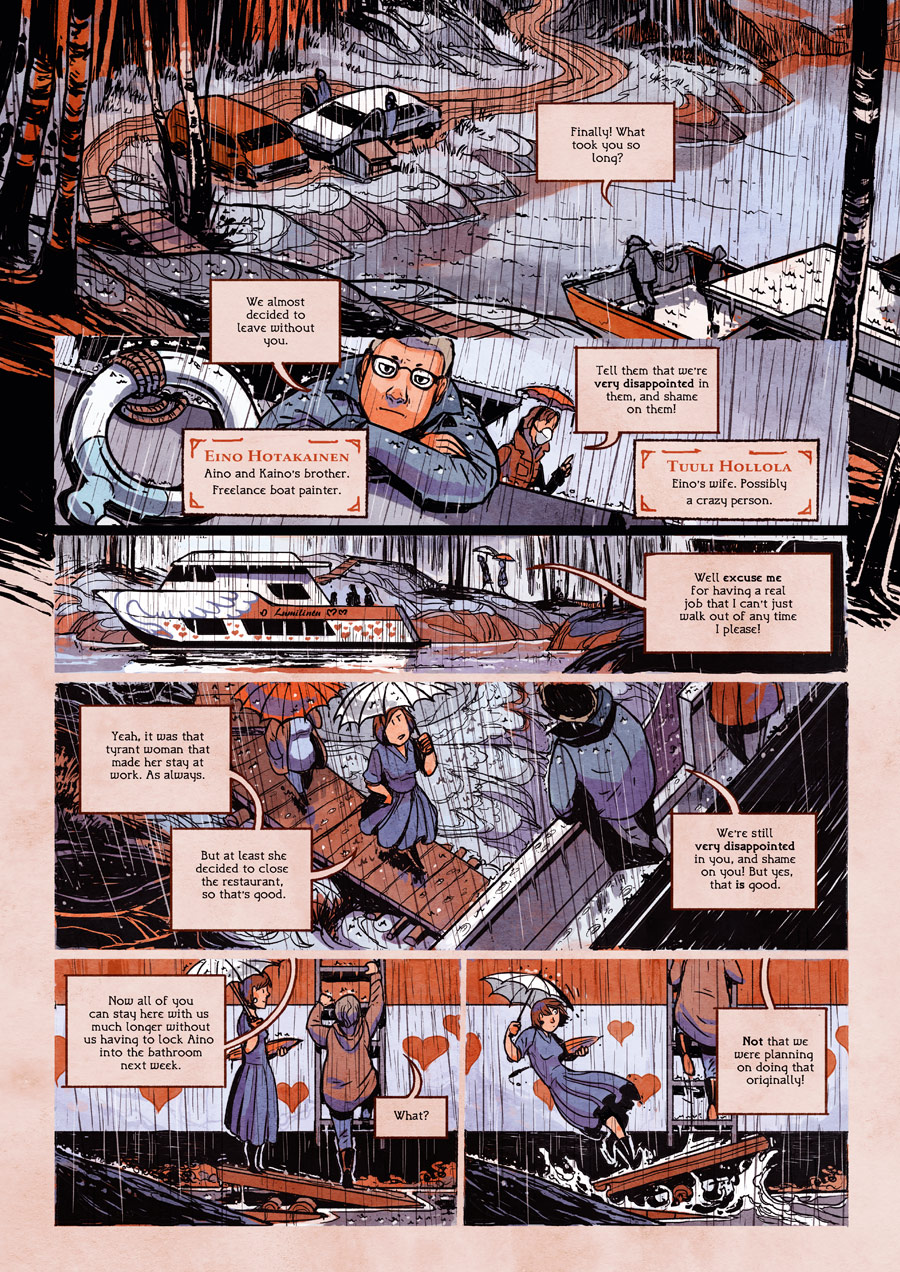 Finally! What
took you so
long?
We almost
decided to
leave without
you.
Tell them that we're
very disappointed in
them, and shame
on them!
Eino Hotakainen
Aino and Kaino's brother.
Freelance boat painter.
Tuuli Hollola
Eino's wife. Possibly
a crazy person.
Well excuse me
for having a real
job that I can't just
walk out of any time
I please!
Lumilintu
Yeah, it was that
tyrant woman that
made her stay at
work. As always.
But at least she
decided to close
the restaurant,
so that's good.
We're still
very disappointed
in you, and shame
on you! But yes,
that is good.
Now all of you
can stay here with us
much longer without
us having to lock Aino
into the bathroom
next week.
What?
Not that we
were planning
on doing that
originally!